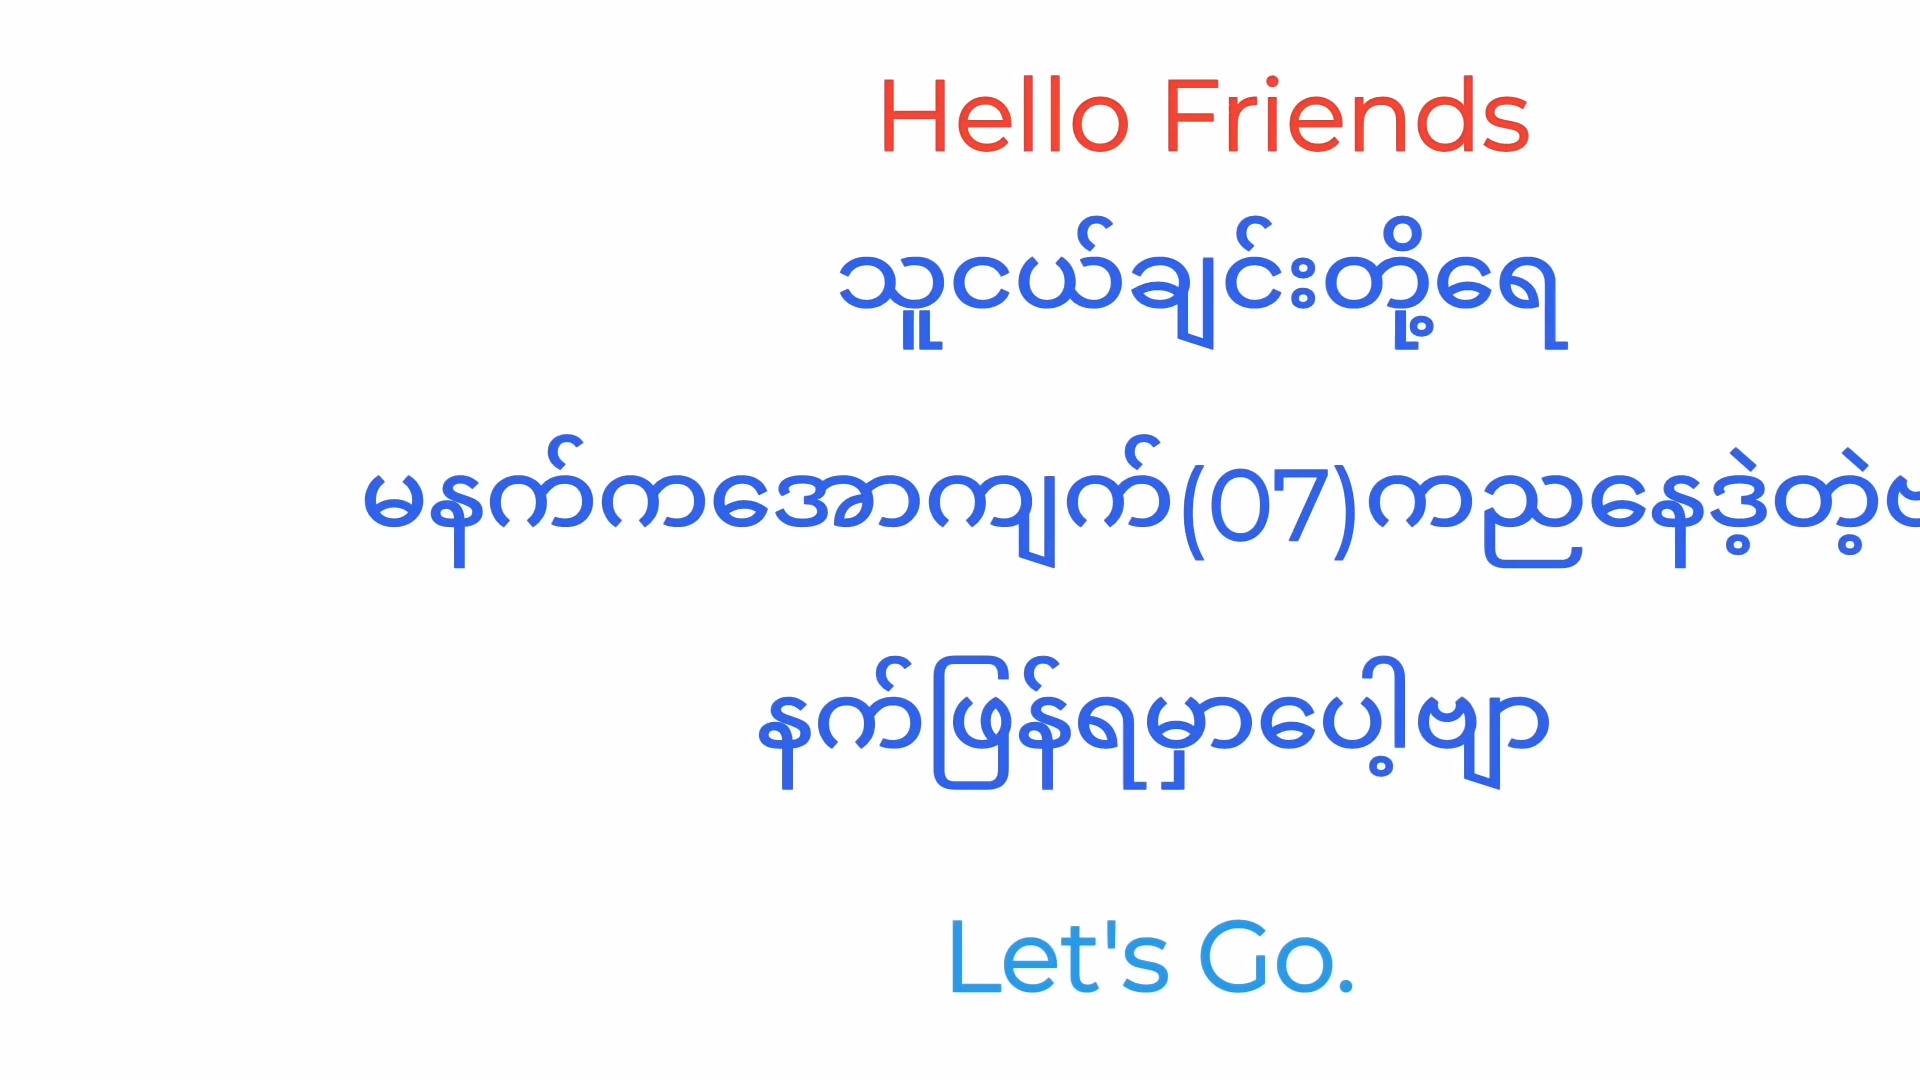 Hello Friends
သူငယ်ချင်းတို့ရေ
မနက်ကအောကျက်(07)ကညနေဒဲ့တဲ့
နက်ဖြန်ရမှာပေါ့ဗျာ
Let's Go.